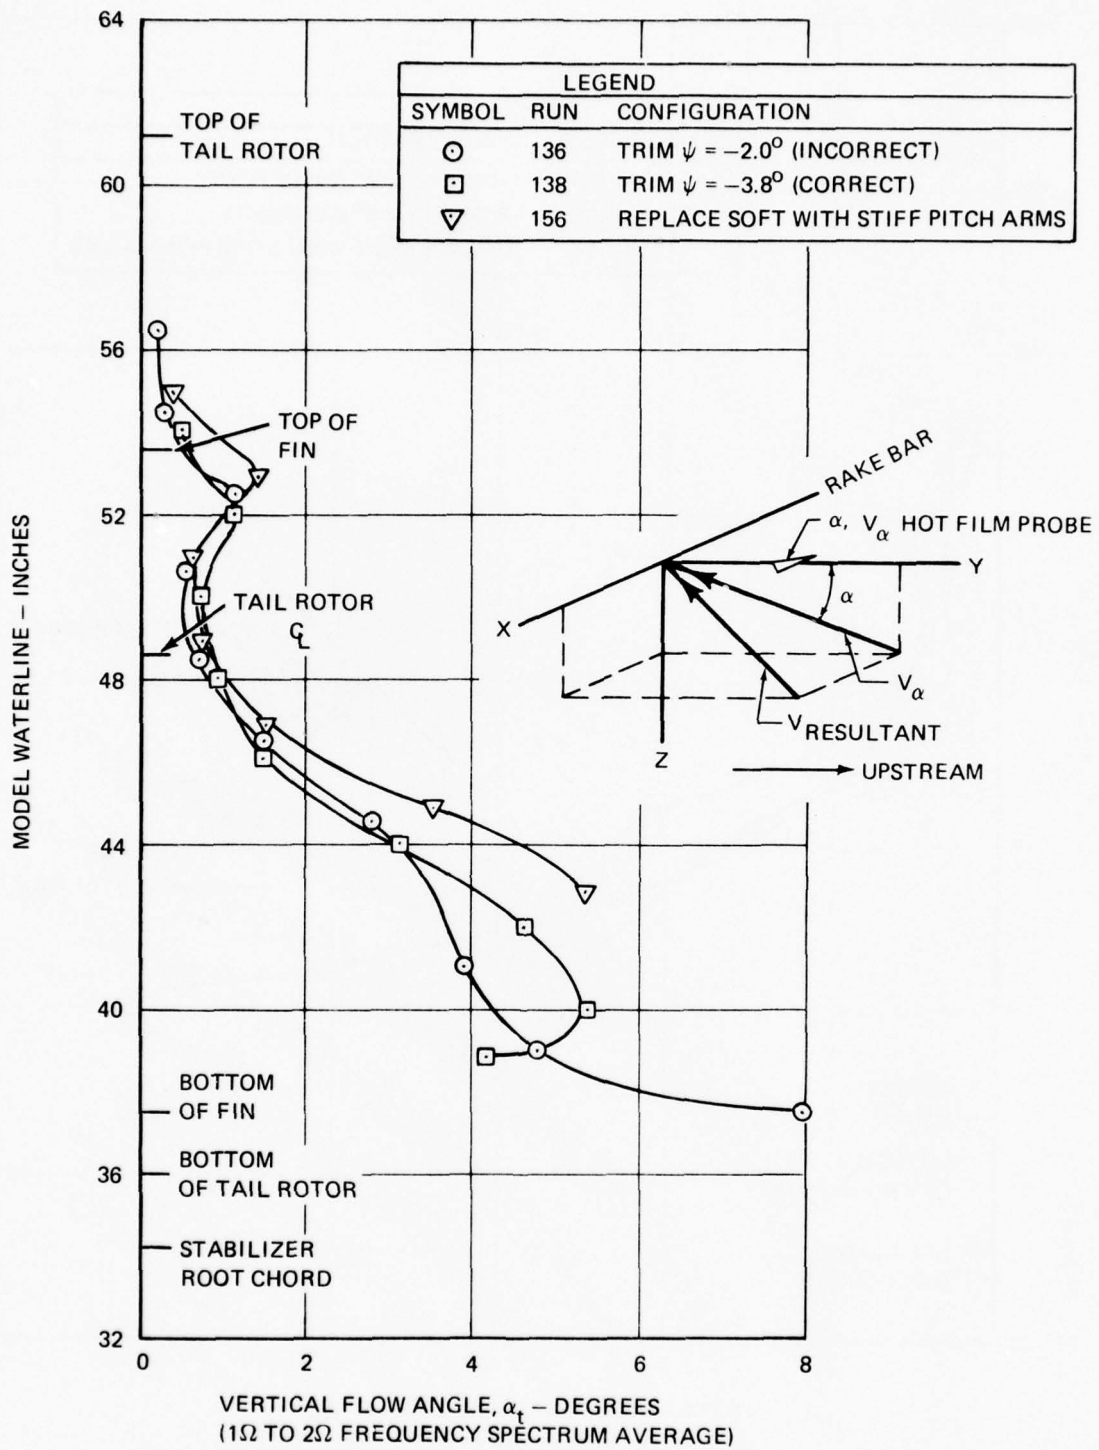 64
60
56
52
48
44
40
36
32
MODEL WATERLINE – INCHES
TOP OF
TAIL ROTOR
LEGEND
SYMBOL RUN CONFIGURATION
136 TRIM ψ = −2.0° (INCORRECT)
138 TRIM ψ = −3.8° (CORRECT)
156 REPLACE SOFT WITH STIFF PITCH ARMS
TOP OF
FIN
TAIL ROTOR
℄
RAKE BAR
α, Vα HOT FILM PROBE
Y
α
X
Vα
V RESULTANT
Z
UPSTREAM
BOTTOM
OF FIN
BOTTOM
OF TAIL ROTOR
STABILIZER
ROOT CHORD
0 2 4 6 8
VERTICAL FLOW ANGLE, αt – DEGREES
(1Ω TO 2Ω FREQUENCY SPECTRUM AVERAGE)